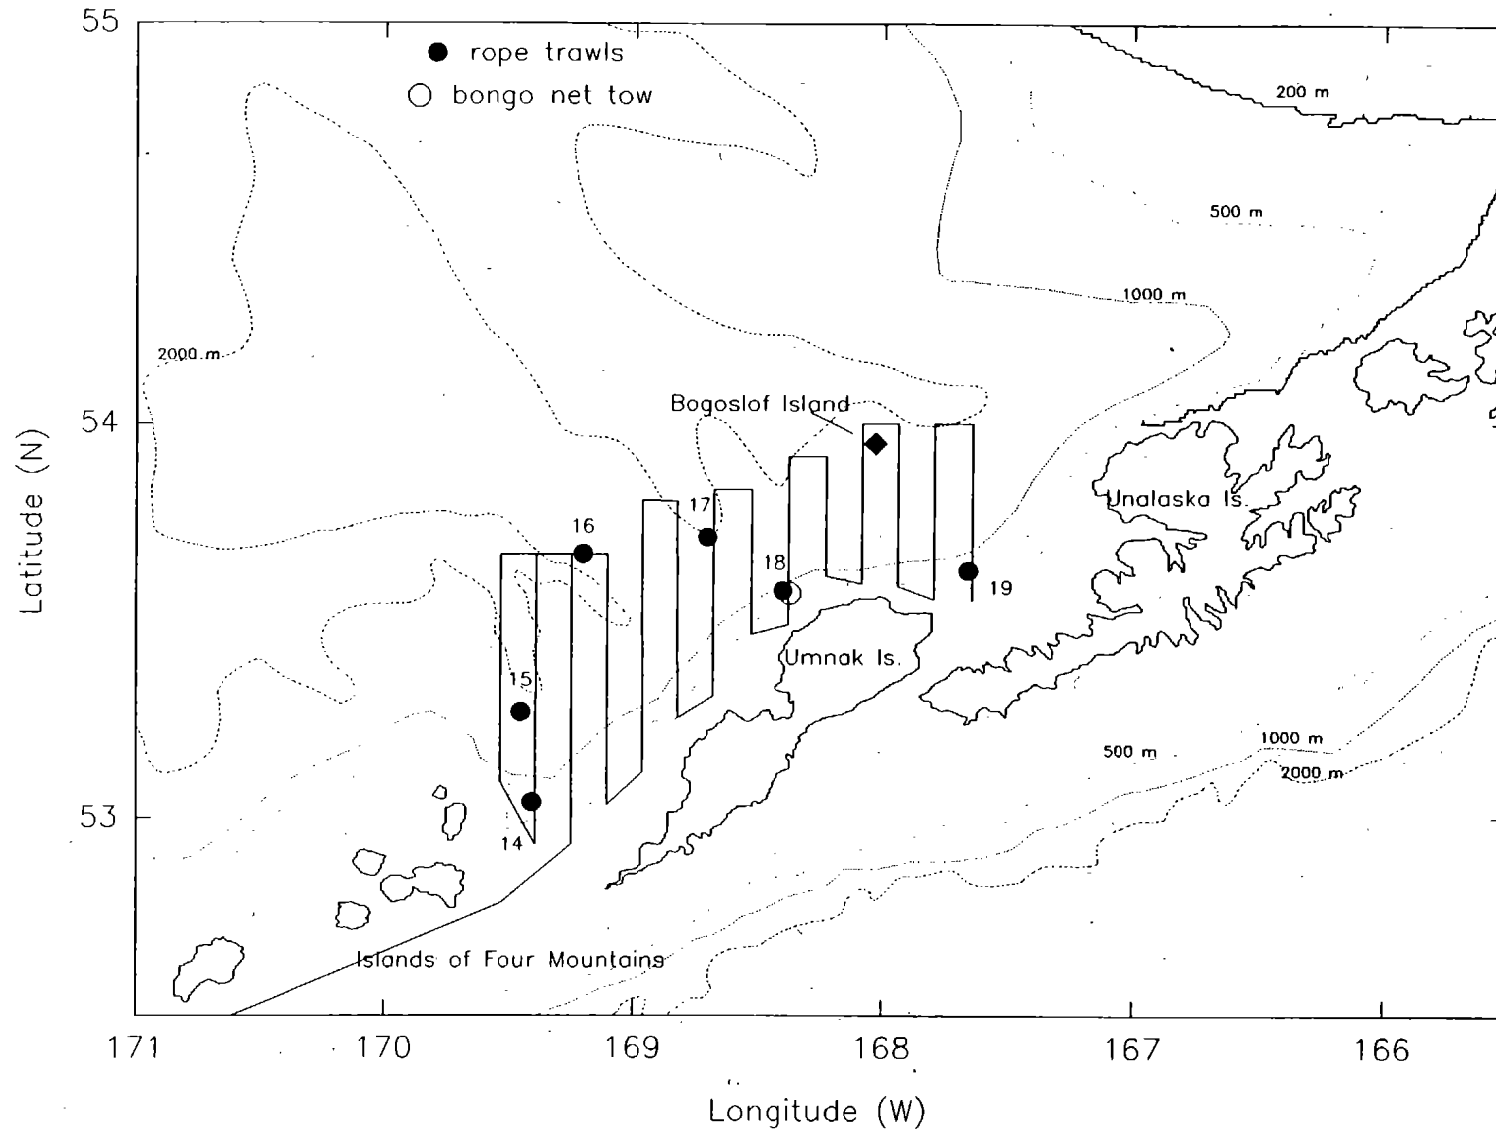 55
rope trawls
bongo net tow
200 m
500 m
1000 m
2000 m
Bogoslof Island
54
Latitude (N)
17
16
Unalaska Is.
18
19
Umnak Is.
15
1000 m
500 m
2000 m
53
14
Islands of Four Mountains
171
170
169
168
167
166
Longitude (W)